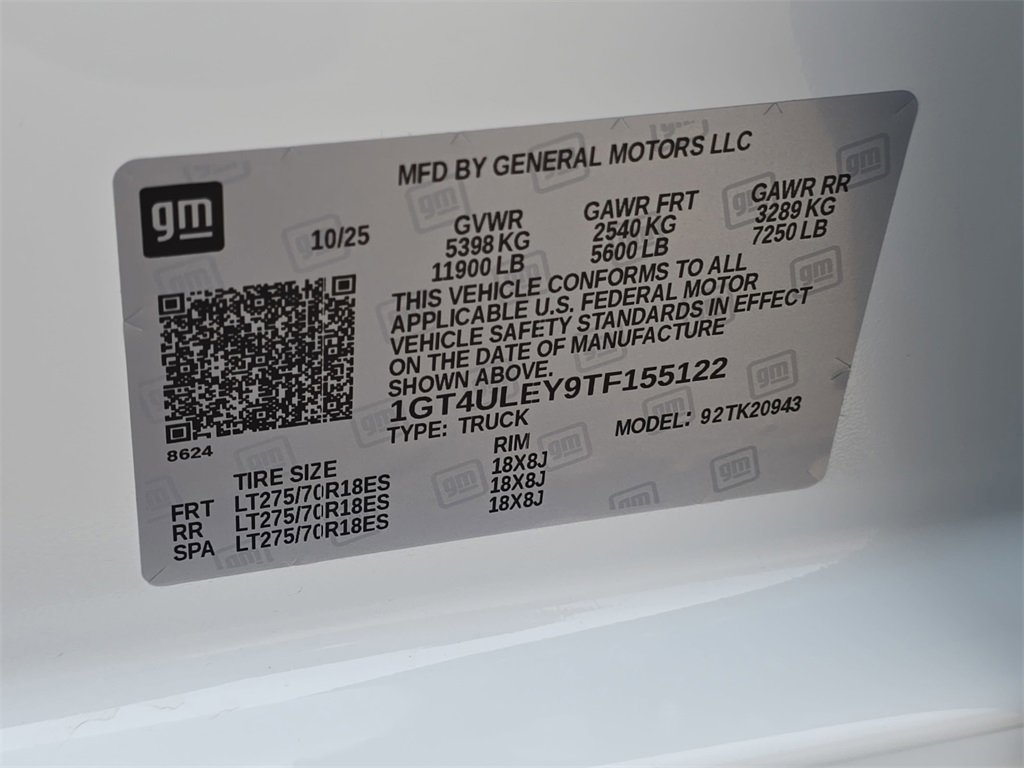 MFD BY GENERAL MOTORS LLC
gm
10/25
GVWR GAWR FRT GAWR RR
5398 KG 2540 KG 3289 KG
11900 LB 5600 LB 7250 LB
THIS VEHICLE CONFORMS TO ALL
APPLICABLE U.S. FEDERAL MOTOR
VEHICLE SAFETY STANDARDS IN EFFECT
ON THE DATE OF MANUFACTURE
SHOWN ABOVE.
1GT4ULEY9TF155122
TYPE: TRUCK MODEL: 92TK20943
8624
TIRE SIZE RIM
FRT LT275/70R18ES 18X8J
RR LT275/70R18ES 18X8J
SPA LT275/70R18ES 18X8J